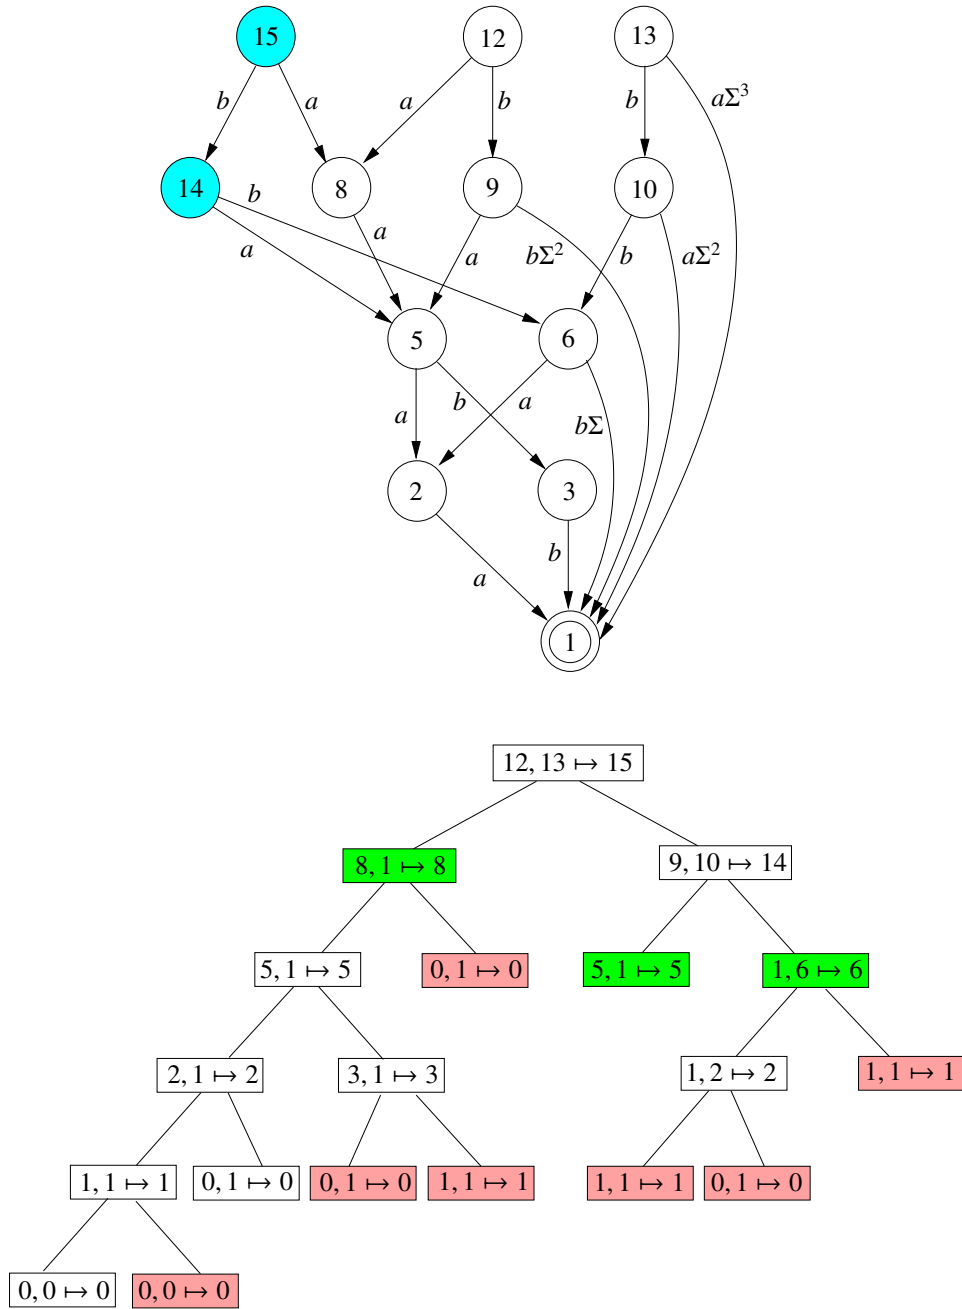 15 12 13
b a a b b aΣ³
14 8 9 10
b a a a bΣ² b aΣ²
5 6
a b a bΣ
2 3
a b
1
12, 13 ↦ 15
8, 1 ↦ 8 9, 10 ↦ 14
5, 1 ↦ 5 0, 1 ↦ 0 5, 1 ↦ 5 1, 6 ↦ 6
2, 1 ↦ 2 3, 1 ↦ 3 1, 2 ↦ 2 1, 1 ↦ 1
1, 1 ↦ 1 0, 1 ↦ 0 0, 1 ↦ 0 1, 1 ↦ 1 1, 1 ↦ 1 0, 1 ↦ 0
0, 0 ↦ 0 0, 0 ↦ 0